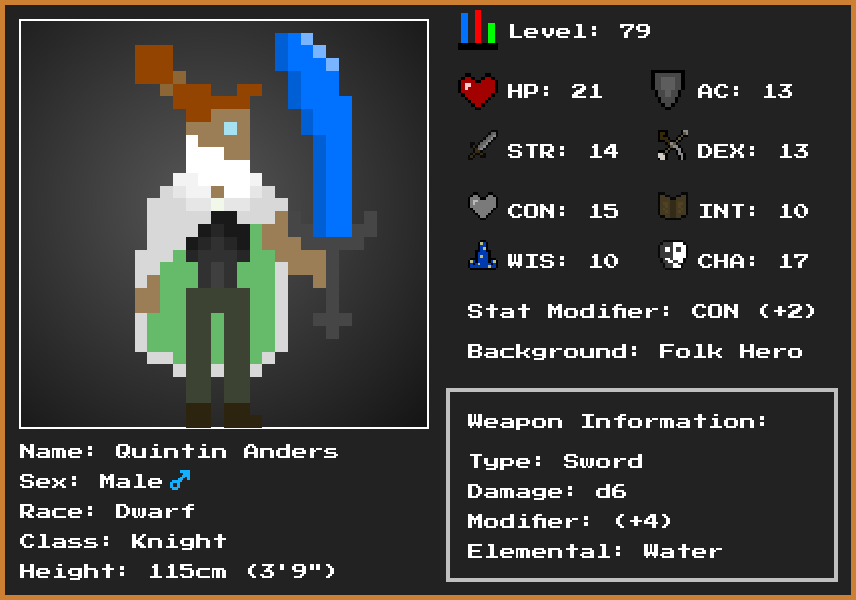 Level: 79
HP: 21
AC: 13
STR: 14
DEX: 13
CON: 15
INT: 10
WIS: 10
CHA: 17
Stat Modifier: CON (+2)
Background: Folk Hero
Name: Quintin Anders
Sex: Male ♂
Race: Dwarf
Class: Knight
Height: 115cm (3'9")
Weapon Information:
Type: Sword
Damage: d6
Modifier: (+4)
Elemental: Water